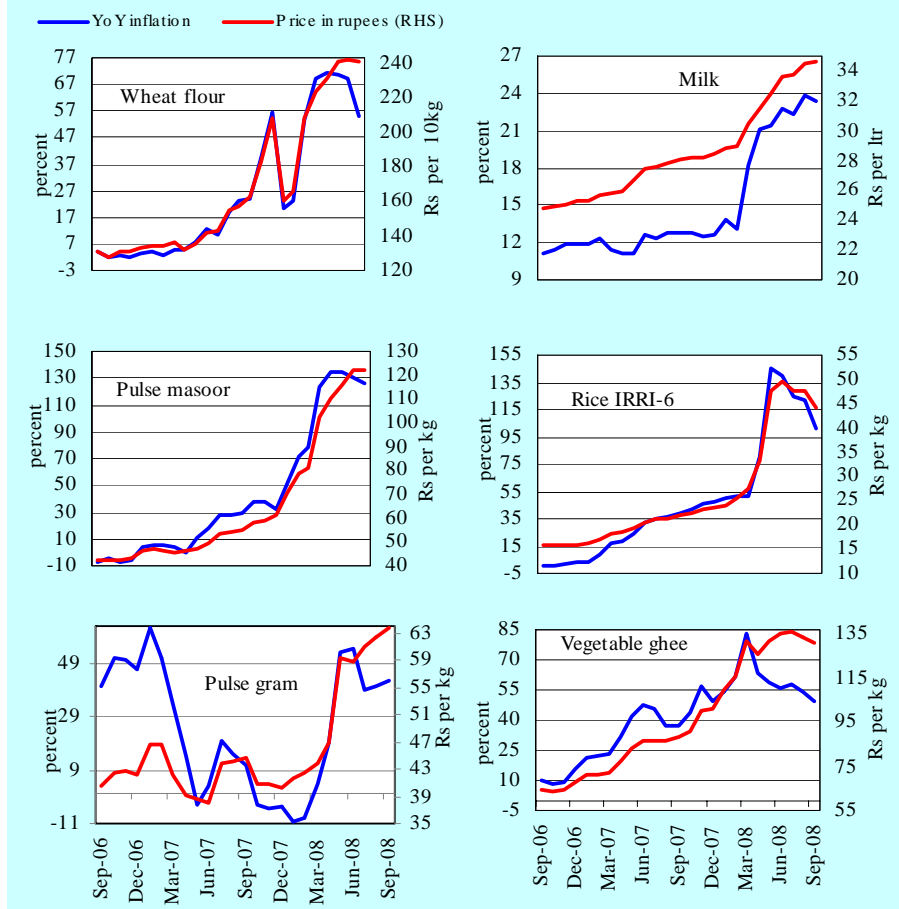 YoY inflation Price in rupees (RHS)
Wheat flour
percent
77
67
57
47
37
27
17
7
-3
240
220
200
180
160
140
120
Rs per 10kg
Milk
percent
27
24
21
18
15
12
9
34
32
30
28
26
24
22
20
Rs per ltr
Pulse masoor
percent
150
130
110
90
70
50
30
10
-10
130
120
110
100
90
80
70
60
50
40
Rs per kg
Rice IRRI-6
percent
155
135
115
95
75
55
35
15
-5
55
50
45
40
35
30
25
20
15
10
Rs per kg
Pulse gram
percent
49
29
9
-11
63
59
55
51
47
43
39
35
Rs per kg
Sep-06
Dec-06
Mar-07
Jun-07
Sep-07
Dec-07
Mar-08
Jun-08
Sep-08
Vegetable ghee
percent
85
70
55
40
25
10
-5
135
115
95
75
55
Rs per kg
Sep-06
Dec-06
Mar-07
Jun-07
Sep-07
Dec-07
Mar-08
Jun-08
Sep-08